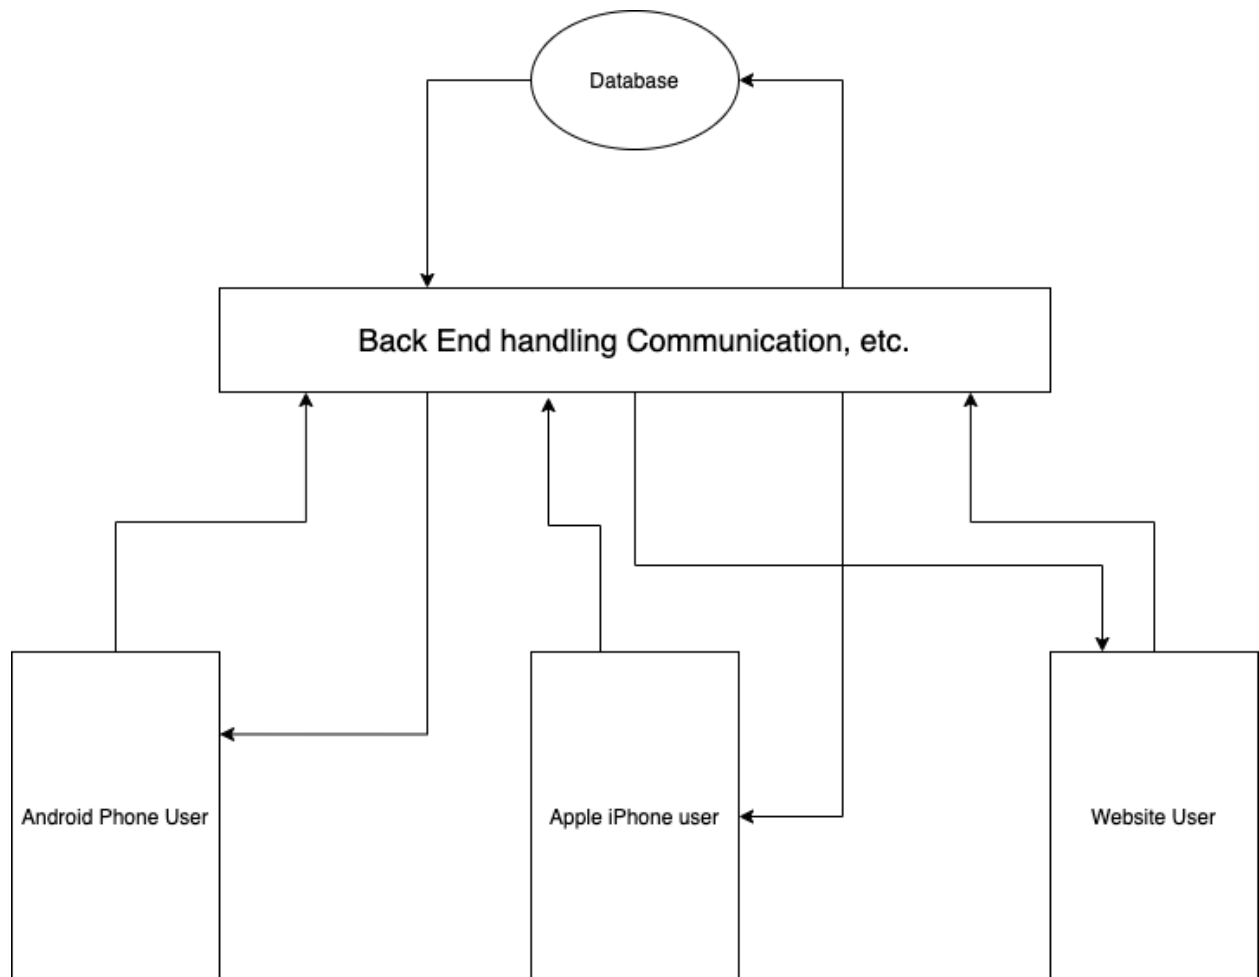 Database
Back End handling Communication, etc.
Android Phone User
Apple iPhone user
Website User